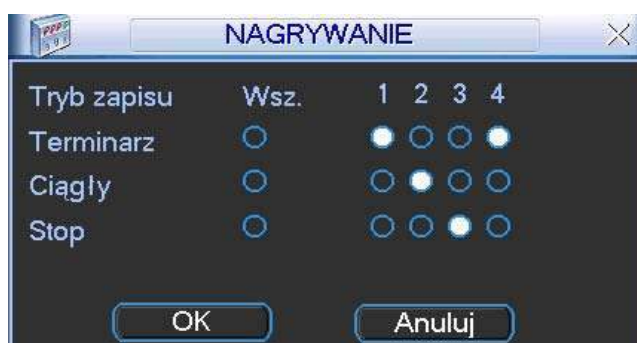 NAGRYWANIE
Tryb zapisu Wsz. 1 2 3 4
Terminarz
Ciągły
Stop
OK Anuluj